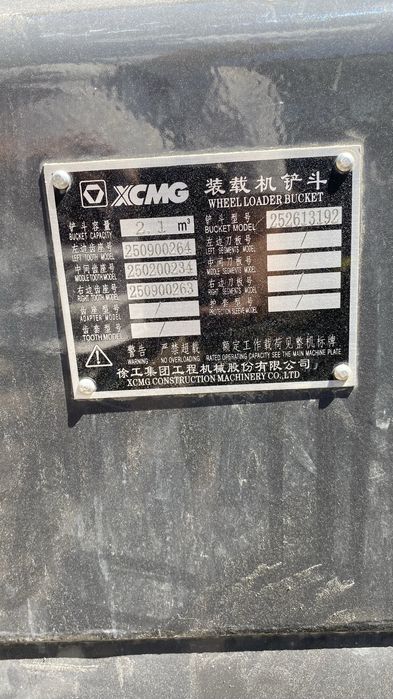 XCMG 装载机铲斗
WHEEL LOADER BUCKET
铲斗容量 2.1 m³ 铲斗型号 252613192
BUCKET CAPACITY BUCKET MODEL
左边齿座号 250900264 左边刀板号 /
LEFT TOOTH MODEL LEFT SEGMENTS MODEL
中间齿座号 250200234 中间刀板号 /
MIDDLE TOOTH MODEL MIDDLE SEGMENTS MODEL
右边齿座号 250900263 右边刀板号 /
RIGHT TOOTH MODEL RIGHT SEGMENTS MODEL
齿座型号 / 护套型号 /
ADAPTER MODEL PROTECTION SLEEVE MODEL
齿套型号 /
TOOTH MODEL
警告 严禁超载 额定工作载荷见整机标牌
WARNING NO OVERLOADING RATED OPERATING CAPACITY SEE THE MAIN MACHINE PLATE
徐工集团工程机械股份有限公司
XCMG CONSTRUCTION MACHINERY CO.,LTD